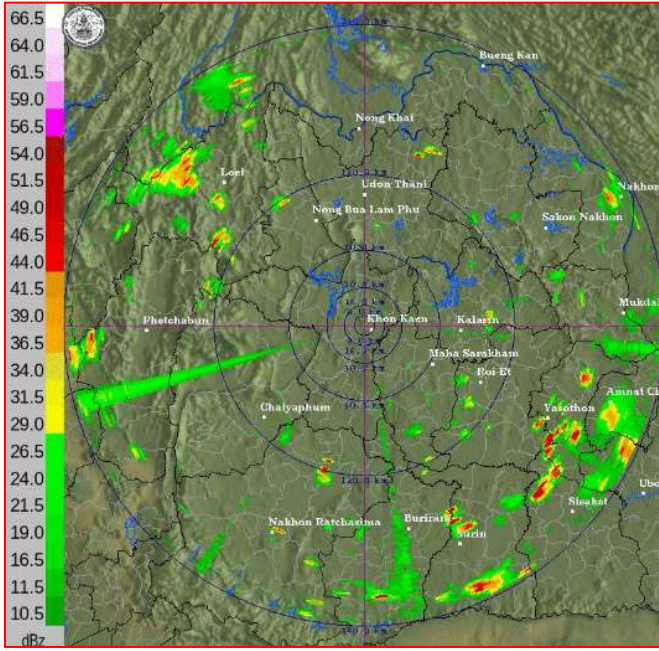 66.5
64.0
61.5
59.0
56.5
54.0
51.5
49.0
46.5
44.0
41.5
39.0
36.5
34.0
31.5
29.0
26.5
24.0
21.5
19.0
16.5
14.0
11.5
10.5
dBz
Bueng Kan
Nong Khai
Loei
Udon Thani
Nakhon
Nong Bua Lam Phu
Sakon Nakhon
Mukdah
Phetchabun
Khon Kaen
Kalasin
Maha Sarakham
Roi Et
Amnat Ch
Chaiyaphum
Yasothon
Ubo
Sisaket
Nakhon Ratchasima
Buriram
Surin